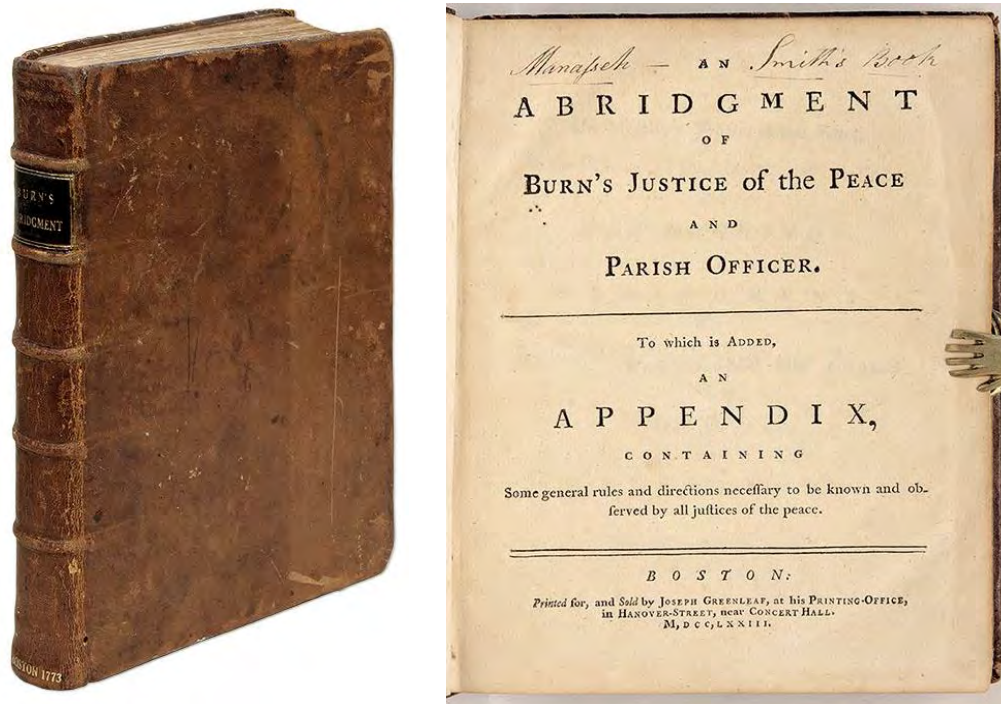 BURN'S
ABRIDGMENT
BOSTON 1773
Manaſseh — AN Smith's Book
ABRIDGMENT
OF
BURN'S JUSTICE of the PEACE
AND
PARISH OFFICER.
To which is ADDED,
AN
APPENDIX,
CONTAINING
Some general rules and directions neceſſary to be known and ob-
ſerved by all juſtices of the peace.
BOSTON:
Printed for, and Sold by JOSEPH GREENLEAF, at his PRINTING-OFFICE,
in HANOVER-STREET, near CONCERT HALL.
M,DCC,LXXIII.